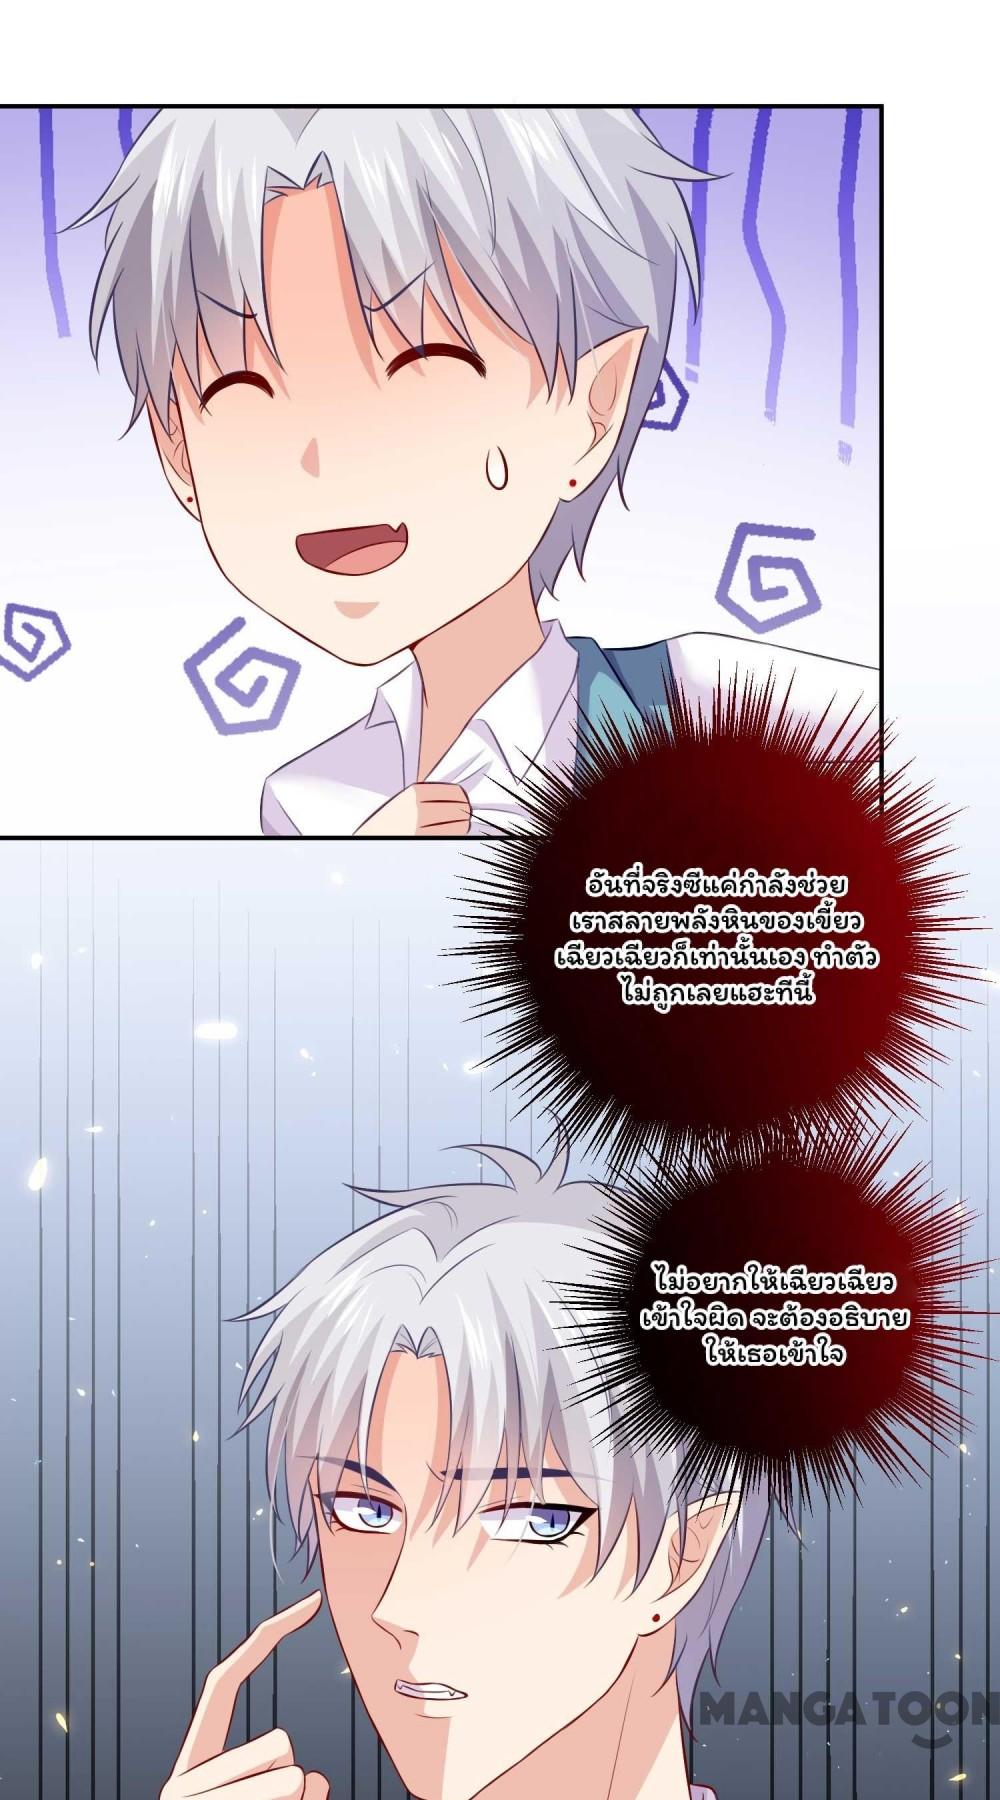 อันที่จริงซีแค่กำลังช่วย
เราสลายพลังหินของเขี้ยว
เฉียวเฉียวก็เท่านั้นเอง ทำตัว
ไม่ถูกเลยแฮะทีนี้
ไม่อยากให้เฉียวเฉียว
เข้าใจผิด จะต้องอธิบาย
ให้เธอเข้าใจ
MANGATOON